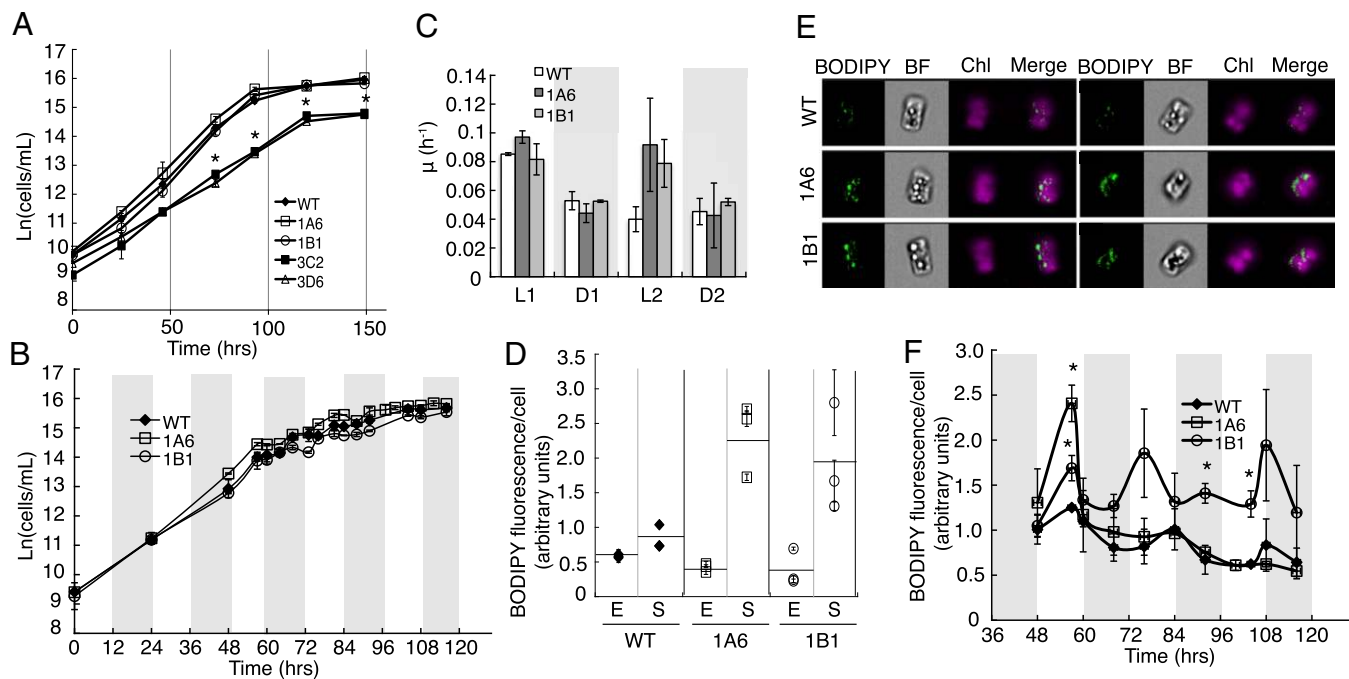 A
17
16
15
14
13
12
11
10
9
8
Ln(cells/mL)
*
*
*
*
WT
1A6
1B1
3C2
3D6
0
50
100
150
Time (hrs)
B
17
16
15
14
13
12
11
10
9
8
Ln(cells/mL)
WT
1A6
1B1
0 12 24 36 48 60 72 84 96 108 120
Time (hrs)
C
0.14
0.12
0.1
0.08
0.06
0.04
0.02
0
μ (h⁻¹)
WT
1A6
1B1
L1 D1 L2 D2
D
3.5
3.0
2.5
2.0
1.5
1.0
0.5
0
BODIPY fluorescence/cell
(arbitrary units)
E S E S E S
WT 1A6 1B1
E
BODIPY BF Chl Merge BODIPY BF Chl Merge
WT
1A6
1B1
F
3.0
2.5
2.0
1.5
1.0
0.5
0
BODIPY fluorescence/cell
(arbitrary units)
*
*
*
*
WT
1A6
1B1
36 48 60 72 84 96 108 120
Time (hrs)